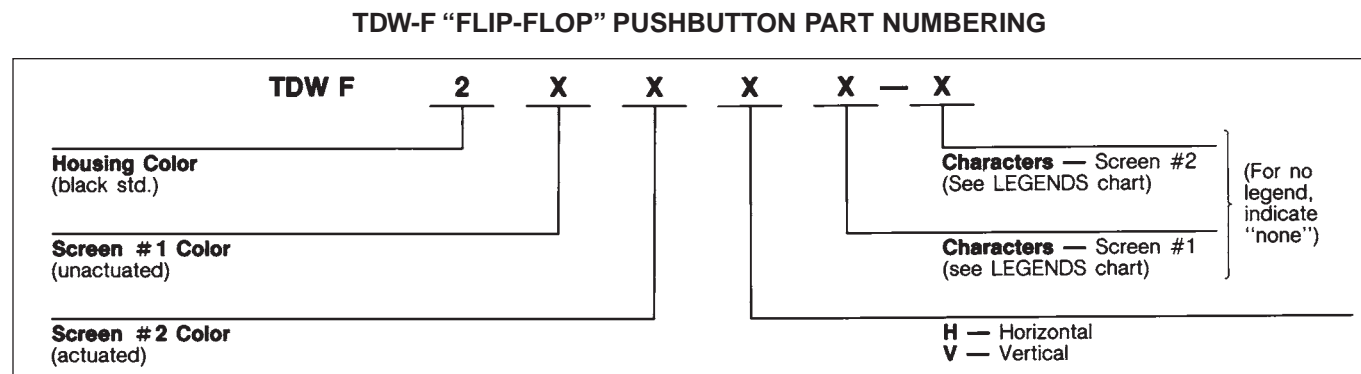 TDW-F “FLIP-FLOP” PUSHBUTTON PART NUMBERING
TDW F 2 X X X X — X
Housing Color
(black std.)
Screen #1 Color
(unactuated)
Screen #2 Color
(actuated)
Characters — Screen #2
(See LEGENDS chart)
Characters — Screen #1
(see LEGENDS chart)
(For no
legend,
indicate
‘‘none’’)
H — Horizontal
V — Vertical